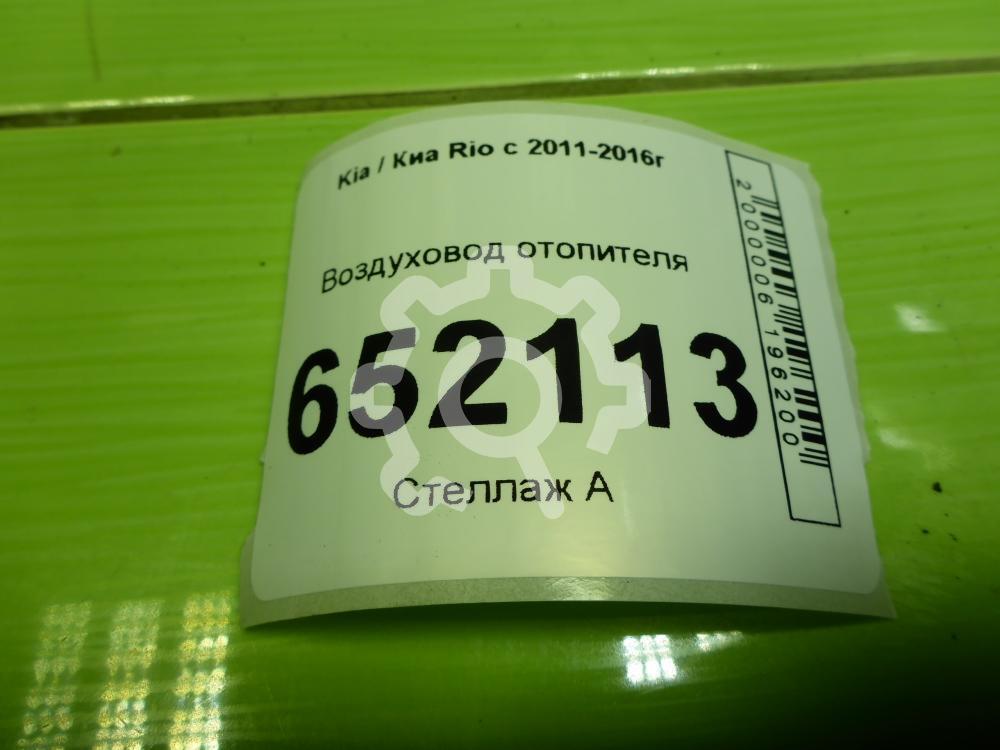 Kia / Киа Rio с 2011-2016г
Воздуховод отопителя
652113
Стеллаж А
2000006196200